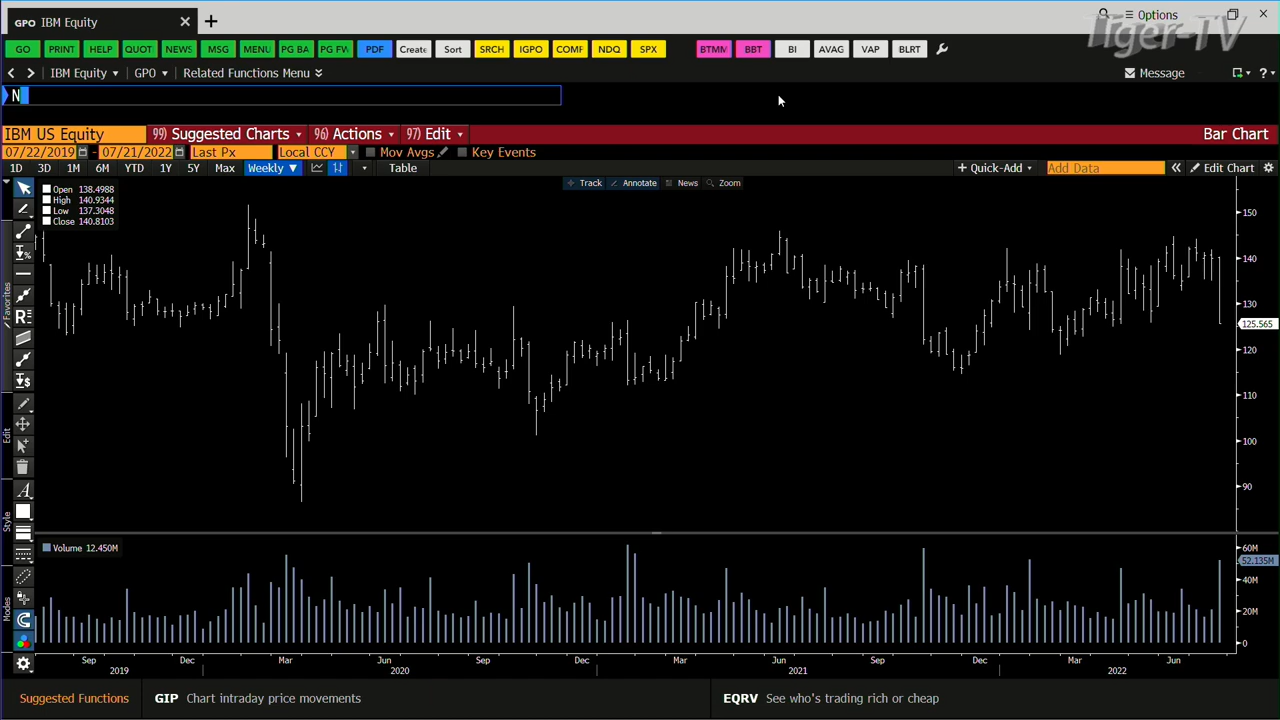 GPO IBM Equity
Options
Tiger-TV
GO PRINT HELP QUOT NEWS MSG MENU PG BA PG FW PDF Create Sort SRCH IGPO COMF NDQ SPX BTMM BBT BI AVAG VAP BLRT
IBM Equity GPO Related Functions Menu Message ?
N
IBM US Equity 99) Suggested Charts 96) Actions 97) Edit Bar Chart
07/22/2019 - 07/21/2022 Last Px Local CCY Mov Avgs Key Events
1D 3D 1M 6M YTD 1Y 5Y Max Weekly Table + Quick-Add Add Data Edit Chart
Track Annotate News Zoom
Open 138.4988
High 140.9344
Low 137.3048
Close 140.8103
150
140
130
125.565
120
110
100
90
Favorites
Edit
Style
Modes
Volume 12.450M
60M
52.135M
40M
20M
0
Sep Dec Mar Jun Sep Dec Mar Jun Sep Dec Mar Jun
2019 2020 2021 2022
Suggested Functions GIP Chart intraday price movements EQRV See who's trading rich or cheap